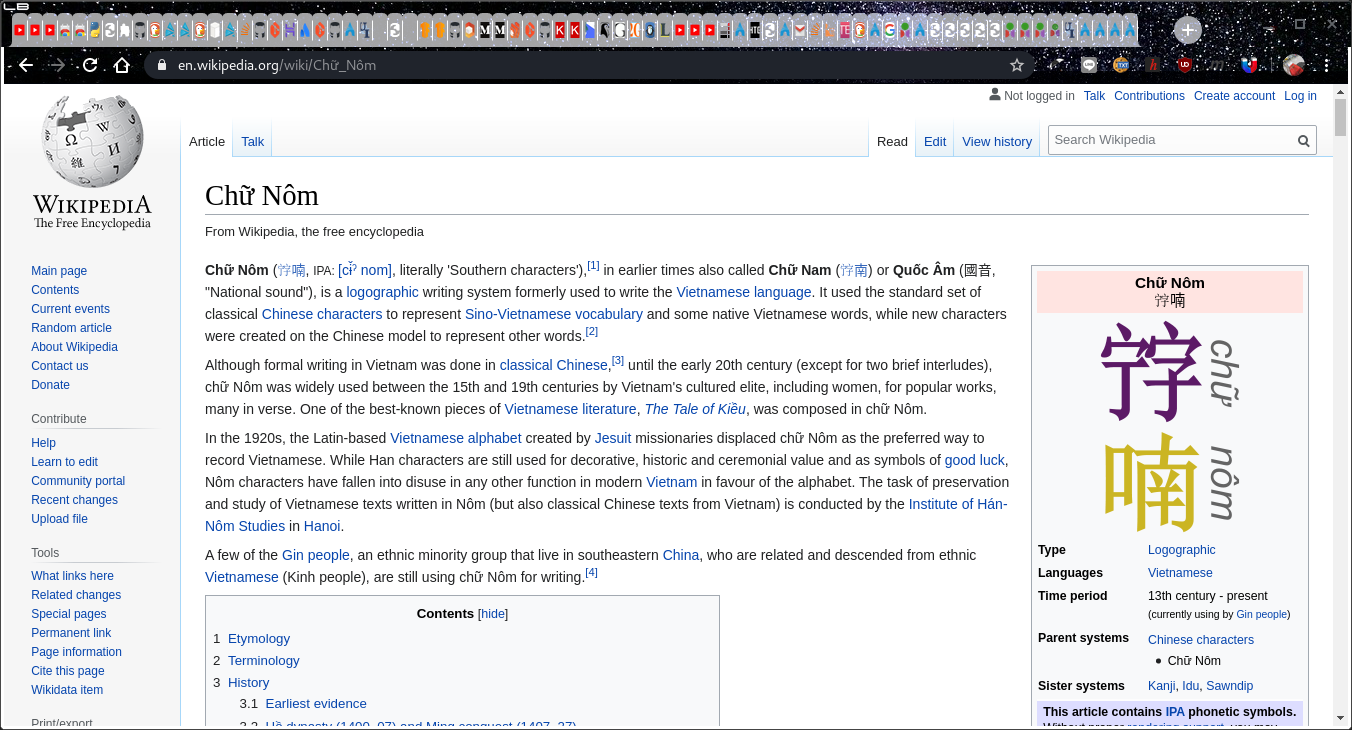 en.wikipedia.org/wiki/Chữ_Nôm
Not logged in Talk Contributions Create account Log in
Article Talk Read Edit View history Search Wikipedia
WIKIPEDIA
The Free Encyclopedia
Main page
Contents
Current events
Random article
About Wikipedia
Contact us
Donate
Contribute
Help
Learn to edit
Community portal
Recent changes
Upload file
Tools
What links here
Related changes
Special pages
Permanent link
Page information
Cite this page
Wikidata item
Print/export
Chữ Nôm
From Wikipedia, the free encyclopedia
Chữ Nôm (𡨸喃, IPA: [cɨ̌ˀ nom], literally 'Southern characters'),[1] in earlier times also called Chữ Nam (𡨸南) or Quốc Âm (國音,
"National sound"), is a logographic writing system formerly used to write the Vietnamese language. It used the standard set of
classical Chinese characters to represent Sino-Vietnamese vocabulary and some native Vietnamese words, while new characters
were created on the Chinese model to represent other words.[2]
Although formal writing in Vietnam was done in classical Chinese,[3] until the early 20th century (except for two brief interludes),
chữ Nôm was widely used between the 15th and 19th centuries by Vietnam's cultured elite, including women, for popular works,
many in verse. One of the best-known pieces of Vietnamese literature, The Tale of Kiều, was composed in chữ Nôm.
In the 1920s, the Latin-based Vietnamese alphabet created by Jesuit missionaries displaced chữ Nôm as the preferred way to
record Vietnamese. While Han characters are still used for decorative, historic and ceremonial value and as symbols of good luck,
Nôm characters have fallen into disuse in any other function in modern Vietnam in favour of the alphabet. The task of preservation
and study of Vietnamese texts written in Nôm (but also classical Chinese texts from Vietnam) is conducted by the Institute of Hán-
Nôm Studies in Hanoi.
A few of the Gin people, an ethnic minority group that live in southeastern China, who are related and descended from ethnic
Vietnamese (Kinh people), are still using chữ Nôm for writing.[4]
Contents [hide]
1 Etymology
2 Terminology
3 History
3.1 Earliest evidence
3.2 Hồ dynasty (1400–07) and Ming conquest (1407–27)
Chữ Nôm
𡨸喃
𡨸 chữ
喃 nôm
Type Logographic
Languages Vietnamese
Time period 13th century - present
(currently using by Gin people)
Parent systems Chinese characters
• Chữ Nôm
Sister systems Kanji, Idu, Sawndip
This article contains IPA phonetic symbols.
Without proper rendering support, you may